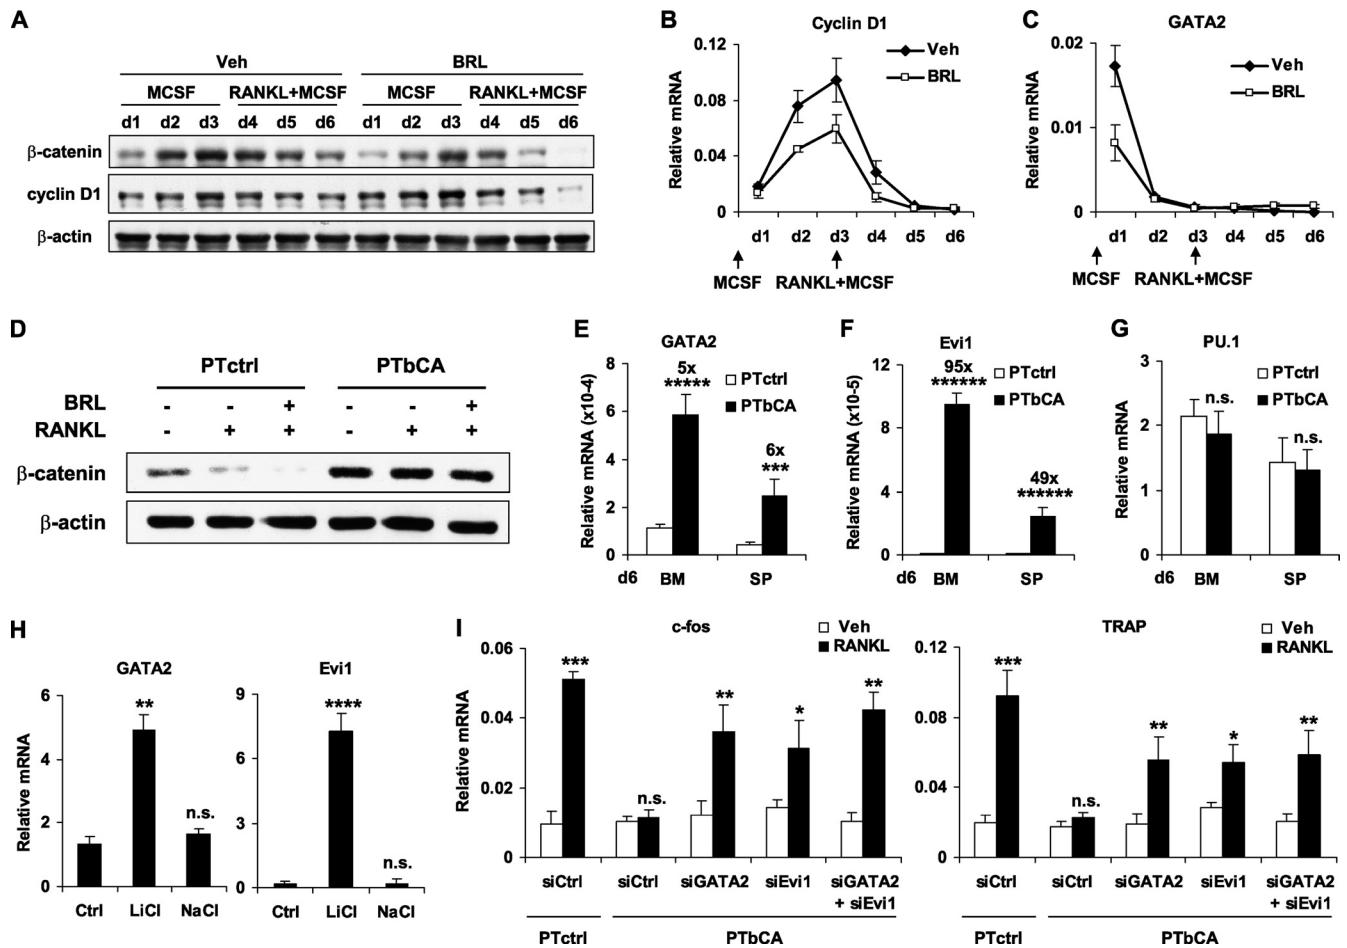 A
Veh BRL
MCSF RANKL+MCSF MCSF RANKL+MCSF
d1 d2 d3 d4 d5 d6 d1 d2 d3 d4 d5 d6
β-catenin
cyclin D1
β-actin
B
Cyclin D1
Relative mRNA
0.12
0.08
0.04
0
Veh
BRL
d1 d2 d3 d4 d5 d6
MCSF RANKL+MCSF
C
GATA2
Relative mRNA
0.02
0.01
0
Veh
BRL
d1 d2 d3 d4 d5 d6
MCSF RANKL+MCSF
D
PTctrl PTbCA
BRL - - + - - +
RANKL - + + - + +
β-catenin
β-actin
E
GATA2
Relative mRNA (x10-4)
8
6
4
2
0
5x
*****
6x
***
PTctrl
PTbCA
d6 BM SP
F
Evi1
Relative mRNA (x10-5)
12
8
4
0
95x
******
49x
******
PTctrl
PTbCA
d6 BM SP
G
PU.1
Relative mRNA
3
2
1
0
n.s.
n.s.
PTctrl
PTbCA
d6 BM SP
H
GATA2
Relative mRNA
6
4
2
0
**
n.s.
Ctrl LiCl NaCl
Evi1
9
6
3
0
****
n.s.
Ctrl LiCl NaCl
I
c-fos
Veh
RANKL
Relative mRNA
0.06
0.04
0.02
0
***
n.s.
**
*
**
siCtrl siCtrl siGATA2 siEvi1 siGATA2
+ siEvi1
PTctrl PTbCA
TRAP
Veh
RANKL
0.12
0.08
0.04
0
***
n.s.
**
*
**
siCtrl siCtrl siGATA2 siEvi1 siGATA2
+ siEvi1
PTctrl PTbCA